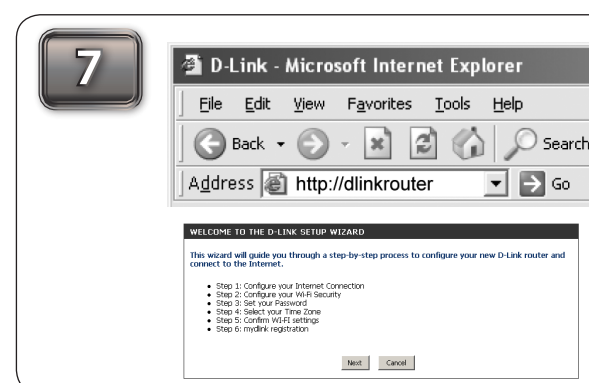 7
D-Link - Microsoft Internet Explorer
File Edit View Favorites Tools Help
Back Search
Address http://dlinkrouter Go
WELCOME TO THE D-LINK SETUP WIZARD
This wizard will guide you through a step-by-step process to configure your new D-Link router and
connect to the Internet.
• Step 1: Configure your Internet Connection
• Step 2: Configure your Wi-Fi Security
• Step 3: Set your Password
• Step 4: Select your Time Zone
• Step 5: Confirm WI-FI settings
• Step 6: mydlink registration
Next Cancel